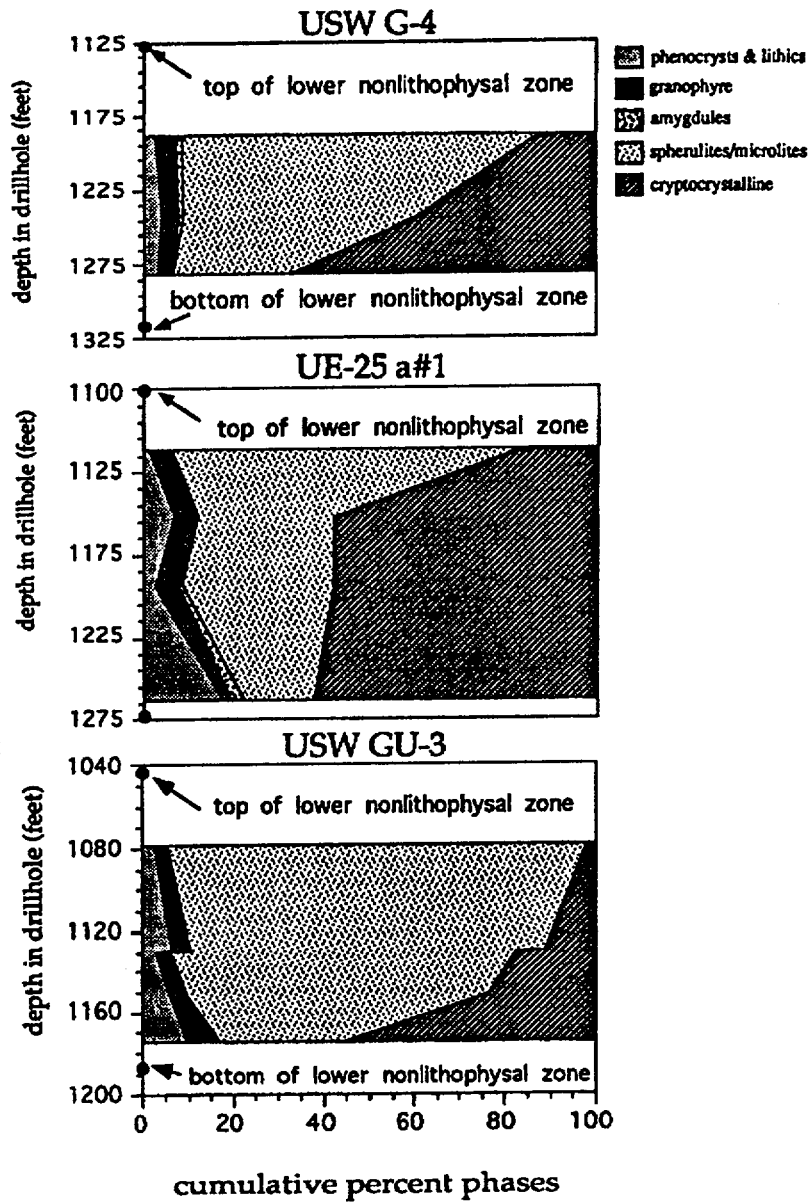 USW G-4
1125
1175
1225
1275
1325
depth in drillhole (feet)
top of lower nonlithophysal zone
bottom of lower nonlithophysal zone
phenocrysts & lithics
granophyre
amygdules
spherulites/microlites
cryptocrystalline
UE-25 a#1
1100
1125
1175
1225
1275
depth in drillhole (feet)
top of lower nonlithophysal zone
USW GU-3
1040
1080
1120
1160
1200
depth in drillhole (feet)
top of lower nonlithophysal zone
bottom of lower nonlithophysal zone
0 20 40 60 80 100
cumulative percent phases